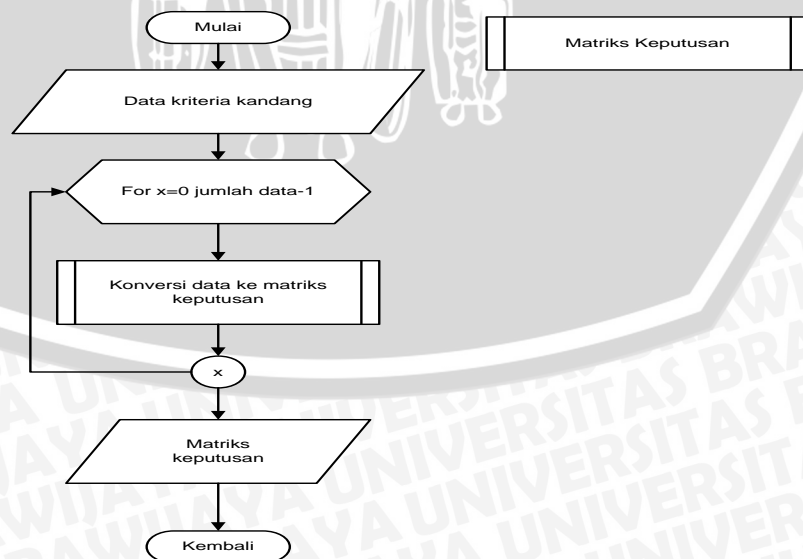 Mulai
Matriks Keputusan
Data kriteria kandang
For x=0 jumlah data-1
Konversi data ke matriks
keputusan
x
Matriks
keputusan
Kembali